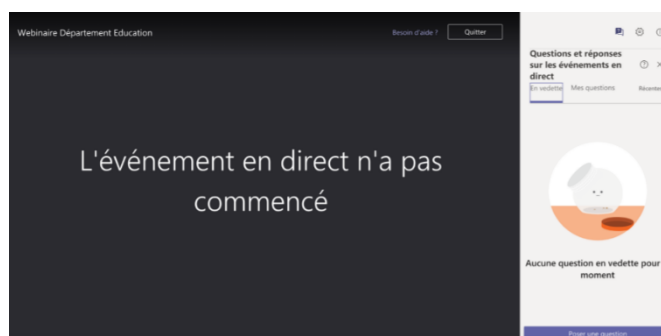 Webinaire Département Education
Besoin d'aide ?
Quitter
L'événement en direct n'a pas
commencé
Questions et réponses
sur les événements en
direct
En vedette
Mes questions
Aucune question en vedette pour
moment
Poser une question